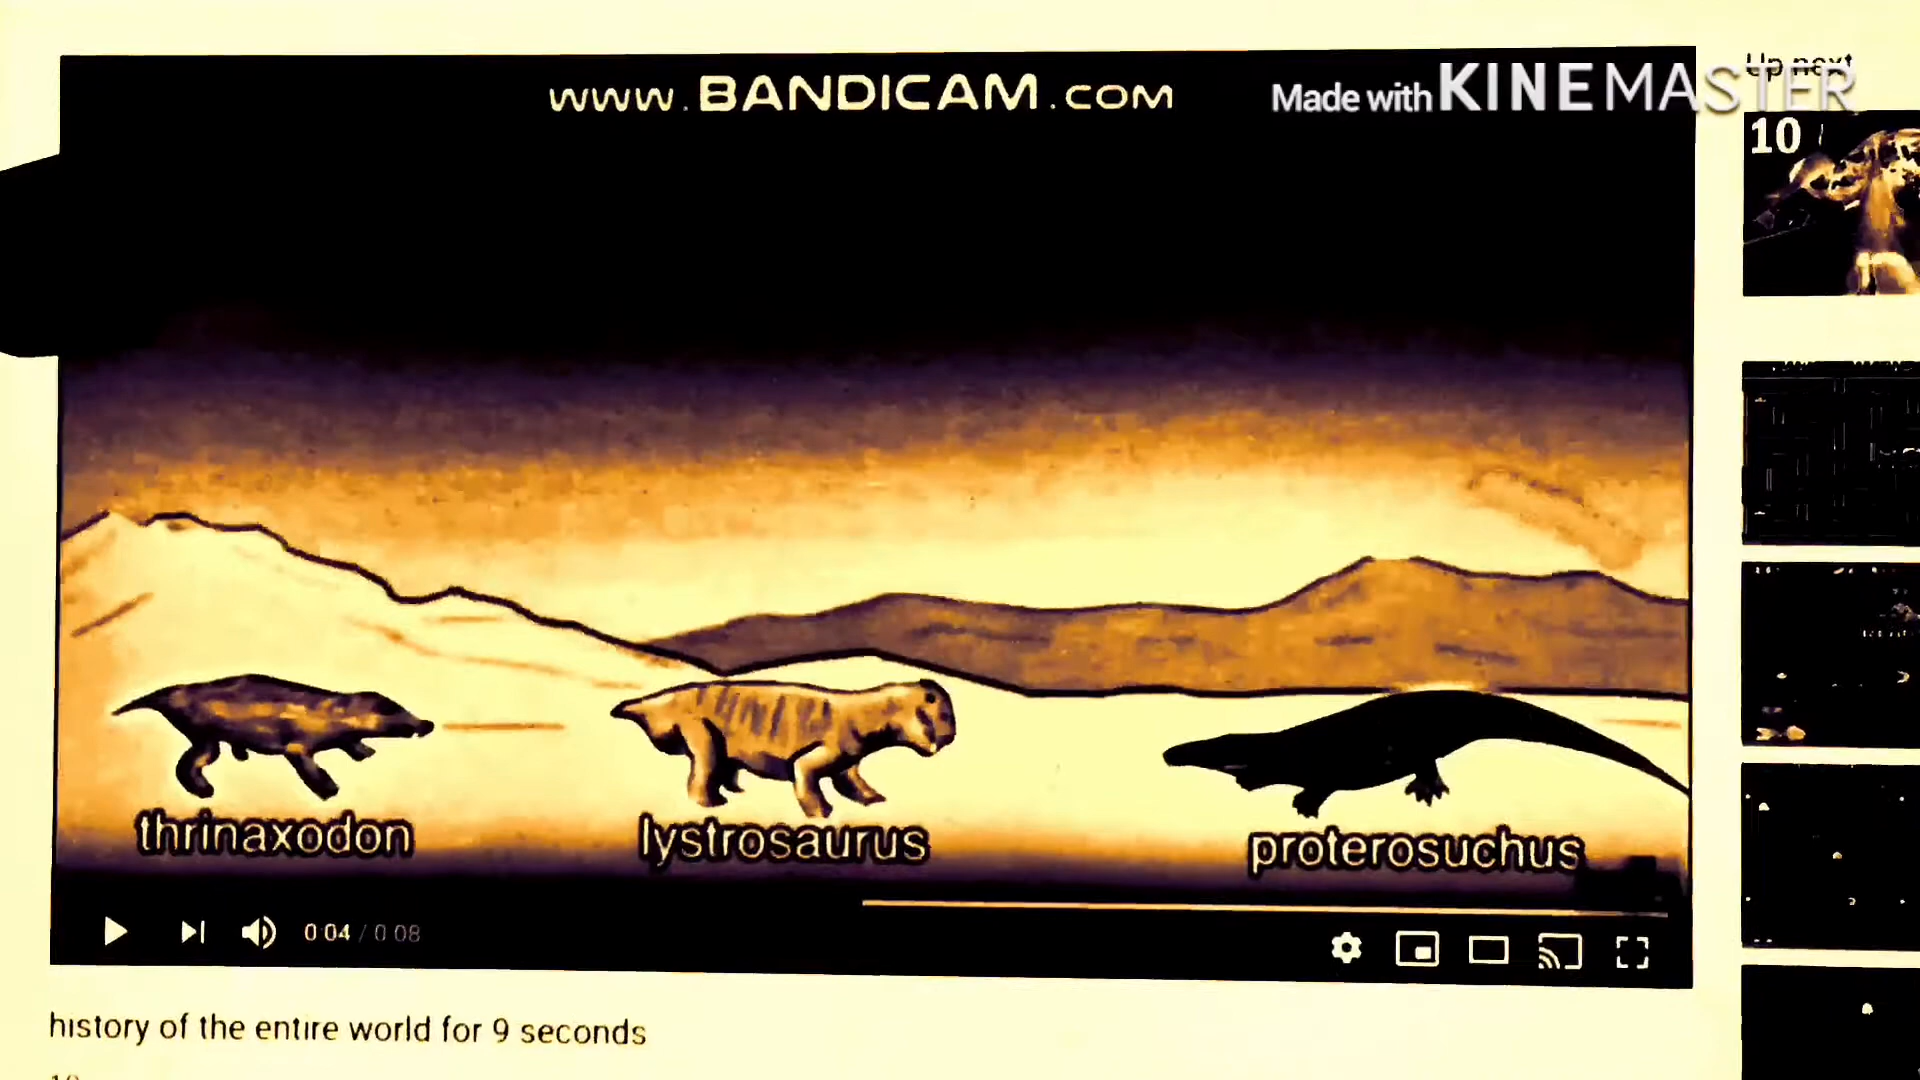 Up next
www.BANDICAM.COM
Made with KINEMASTER
10
thrinaxodon
lystrosaurus
proterosuchus
0:04 / 0:08
history of the entire world for 9 seconds